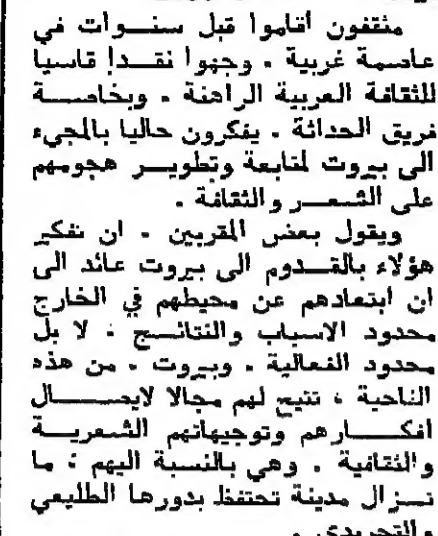 مثقفون أقاموا قبل سنوات في
عاصمة غربية ، وجهوا نقدا قاسيا
للثقافة العربية الراهنة ، وبخاصة
فريق الحداثة ، يفكرون حاليا بالمجيء
الى بيروت لمتابعة وتطوير هجومهم
على الشعر والثقافة .
ويقول بعض المقربين ، ان تفكير
هؤلاء بالقدوم الى بيروت عائد الى
ان ابتعادهم عن محيطهم في الخارج
محدود الاسباب والنتائج ، لا بل
محدود الفعالية ، وبيروت ، من هذه
الناحية ، تتيح لهم مجالا لايصال
افكارهم وتوجيهاتهم الشعرية
والثقافية . وهي بالنسبة اليهم ، ما
تزال مدينة تحتفظ بدورها الطليعي
والتجريدي .